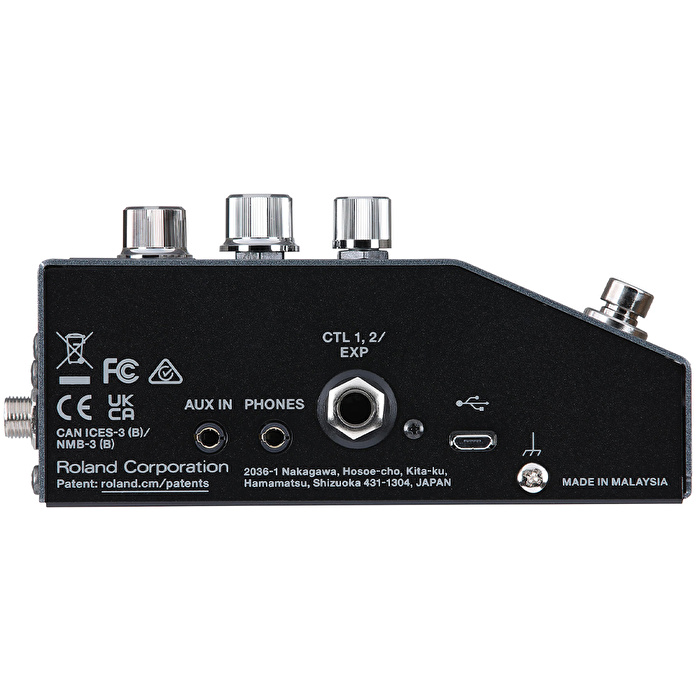 CTL 1, 2/
EXP
FC
CE UK
CA
AUX IN PHONES
CAN ICES-3 (B)/
NMB-3 (B)
Roland Corporation
Patent: roland.cm/patents
2036-1 Nakagawa, Hosoe-cho, Kita-ku,
Hamamatsu, Shizuoka 431-1304, JAPAN
MADE IN MALAYSIA